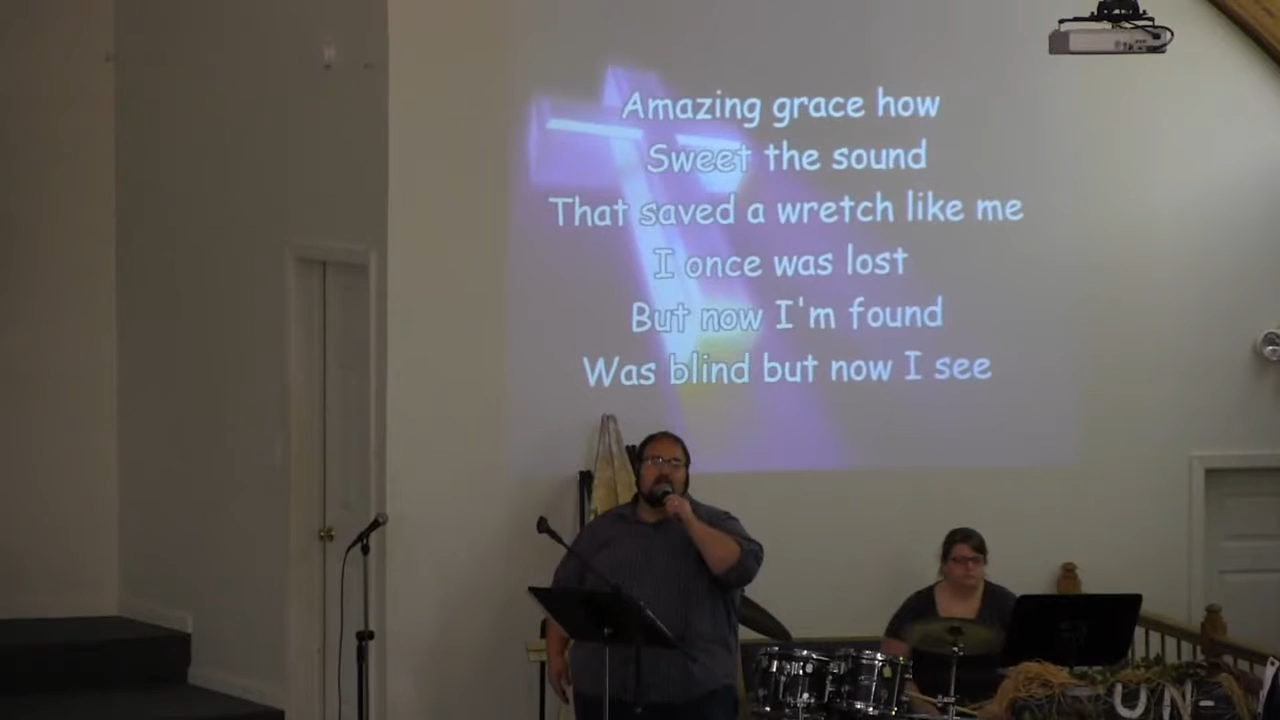 Amazing grace how
Sweet the sound
That saved a wretch like me
I once was lost
But now I'm found
Was blind but now I see
UN-